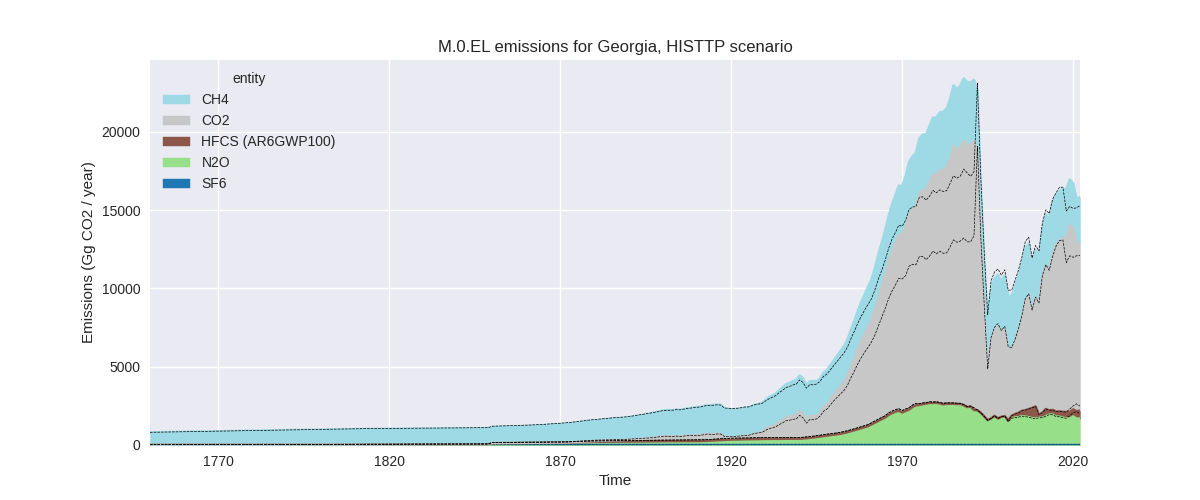 M.0.EL emissions for Georgia, HISTTP scenario
entity
CH4
CO2
HFCS (AR6GWP100)
N2O
SF6
Emissions (Gg CO2 / year)
20000
15000
10000
5000
0
1770 1820 1870 1920 1970 2020
Time